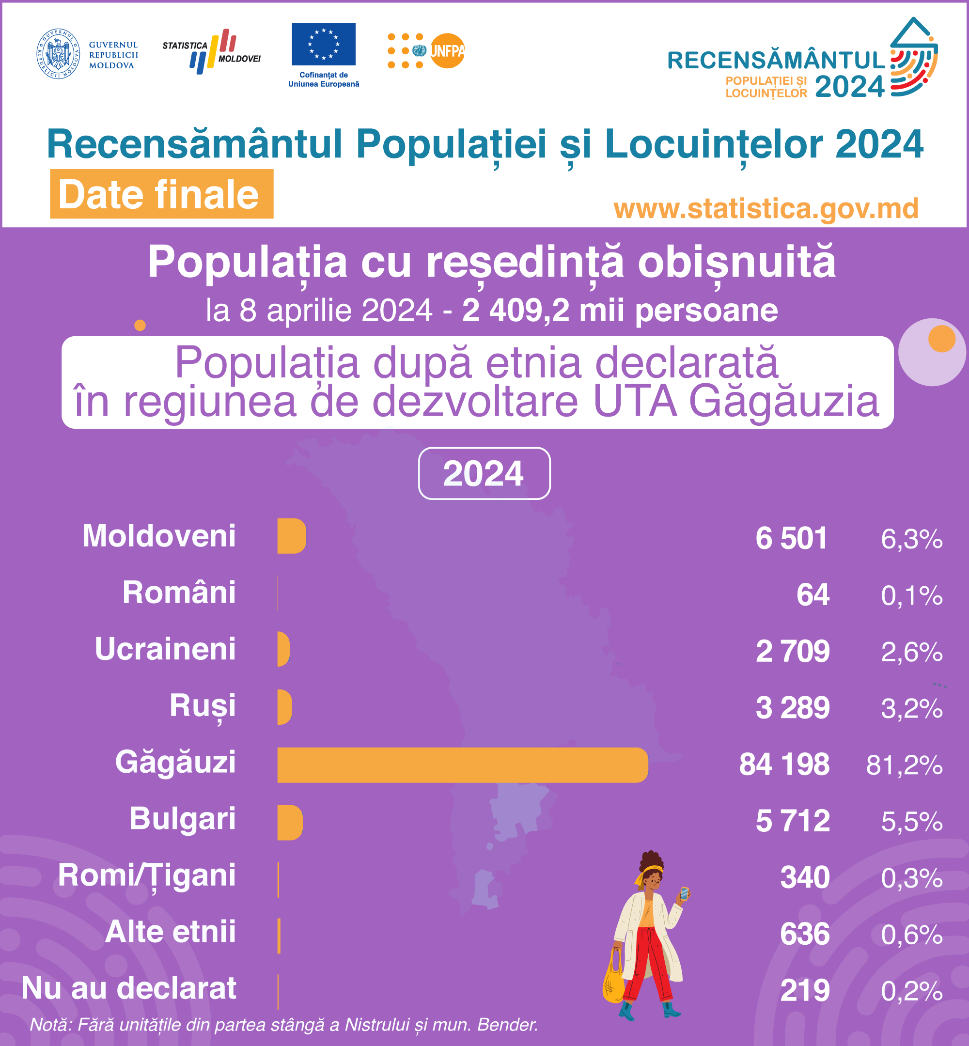 GUVERNUL
REPUBLICII
MOLDOVA
STATISTICA
MOLDOVEI
Cofinanțat de
Uniunea Europeană
UNFPA
RECENSĂMÂNTUL
POPULAȚIEI ȘI
LOCUINȚELOR 2024
Recensământul Populației și Locuințelor 2024
Date finale
www.statistica.gov.md
Populația cu reședință obișnuită
la 8 aprilie 2024 - 2 409,2 mii persoane
Populația după etnia declarată
în regiunea de dezvoltare UTA Găgăuzia
2024
Moldoveni 6 501 6,3%
Români 64 0,1%
Ucraineni 2 709 2,6%
Ruși 3 289 3,2%
Găgăuzi 84 198 81,2%
Bulgari 5 712 5,5%
Romi/Țigani 340 0,3%
Alte etnii 636 0,6%
Nu au declarat 219 0,2%
Notă: Fără unitățile din partea stângă a Nistrului și mun. Bender.